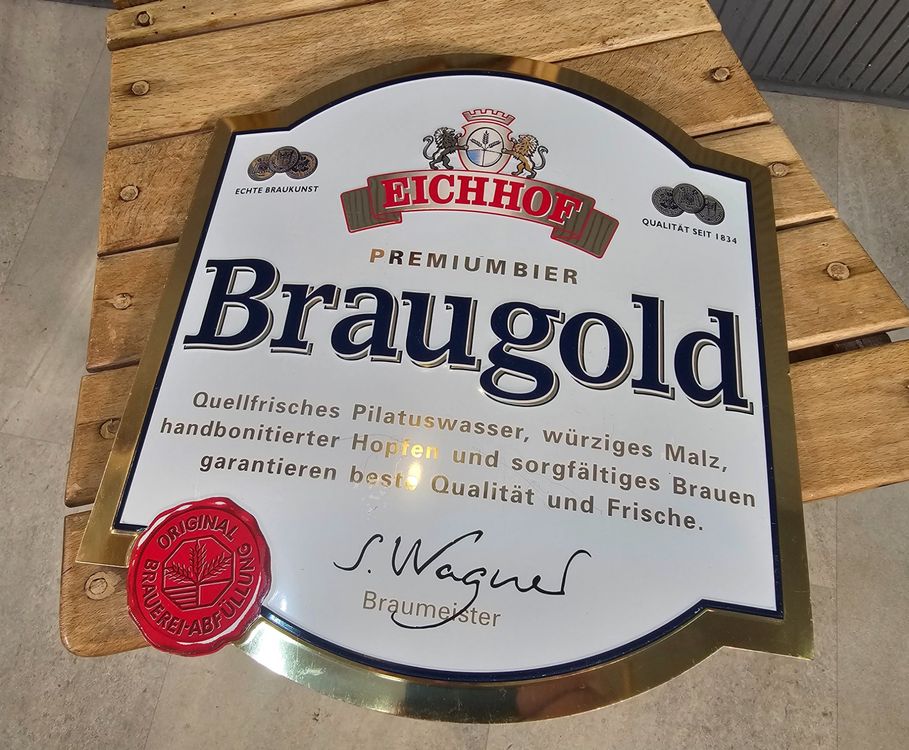 ECHTE BRAUKUNST
EICHHOF
QUALITÄT SEIT 1834
PREMIUMBIER
Braugold
Quellfrisches Pilatuswasser, würziges Malz,
handbonitierter Hopfen und sorgfältiges Brauen
garantieren beste Qualität und Frische.
S. Wagner
Braumeister
ORIGINAL
BRAUEREI-ABFÜLLUNG